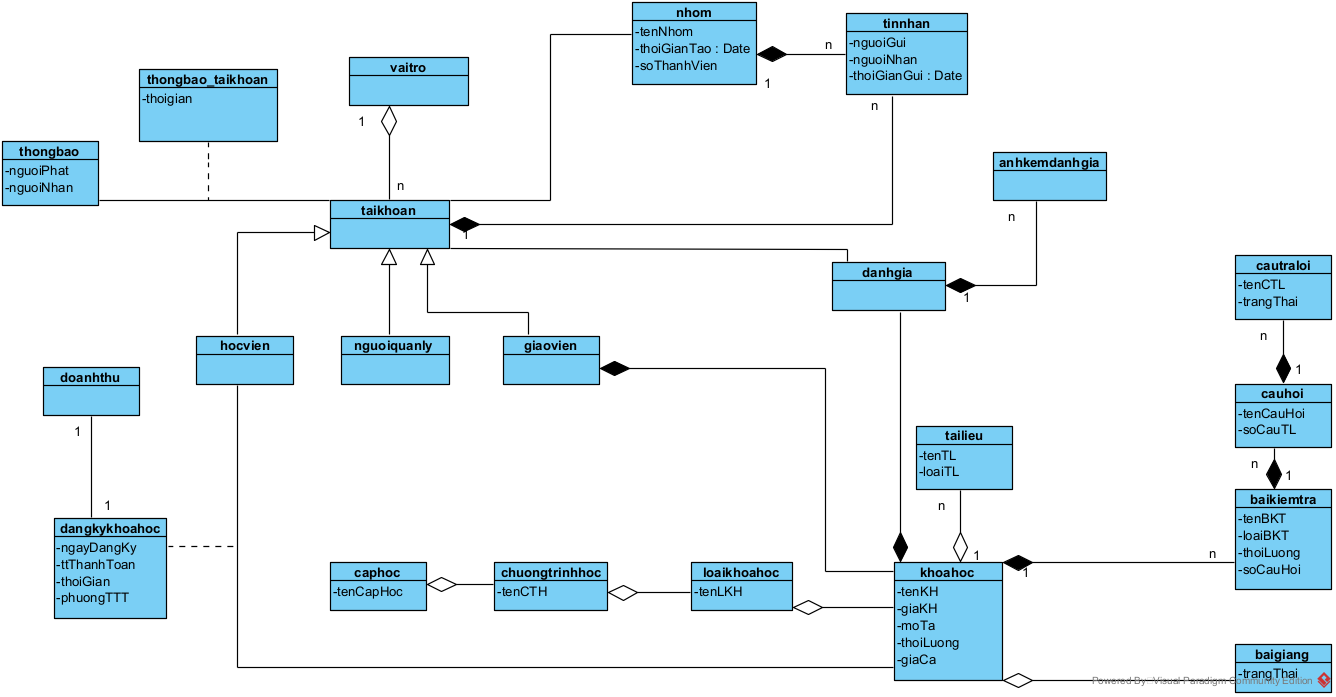 nhom
-tenNhom
-thoiGianTao : Date
-soThanhVien
1
n
tinnhan
-nguoiGui
-nguoiNhan
-thoiGianGui : Date
n
vaitro
1
n
thongbao_taikhoan
-thoigian
thongbao
-nguoiPhat
-nguoiNhan
taikhoan
1
anhkemdanhgia
n
danhgia
1
cautraloi
-tenCTL
-trangThai
n
1
hocvien
nguoiquanly
giaovien
cauhoi
-tenCauHoi
-soCauTL
n
1
doanhthu
1
1
tailieu
-tenTL
-loaiTL
n
1
baikiemtra
-tenBKT
-loaiBKT
-thoiLuong
-soCauHoi
n
1
dangkykhoahoc
-ngayDangKy
-ttThanhToan
-thoiGian
-phuongTTT
caphoc
-tenCapHoc
chuongtrinhhoc
-tenCTH
loaikhoahoc
-tenLKH
khoahoc
-tenKH
-giaKH
-moTa
-thoiLuong
-giaCa
baigiang
-trangThai
Powered By: Visual Paradigm Community Edition